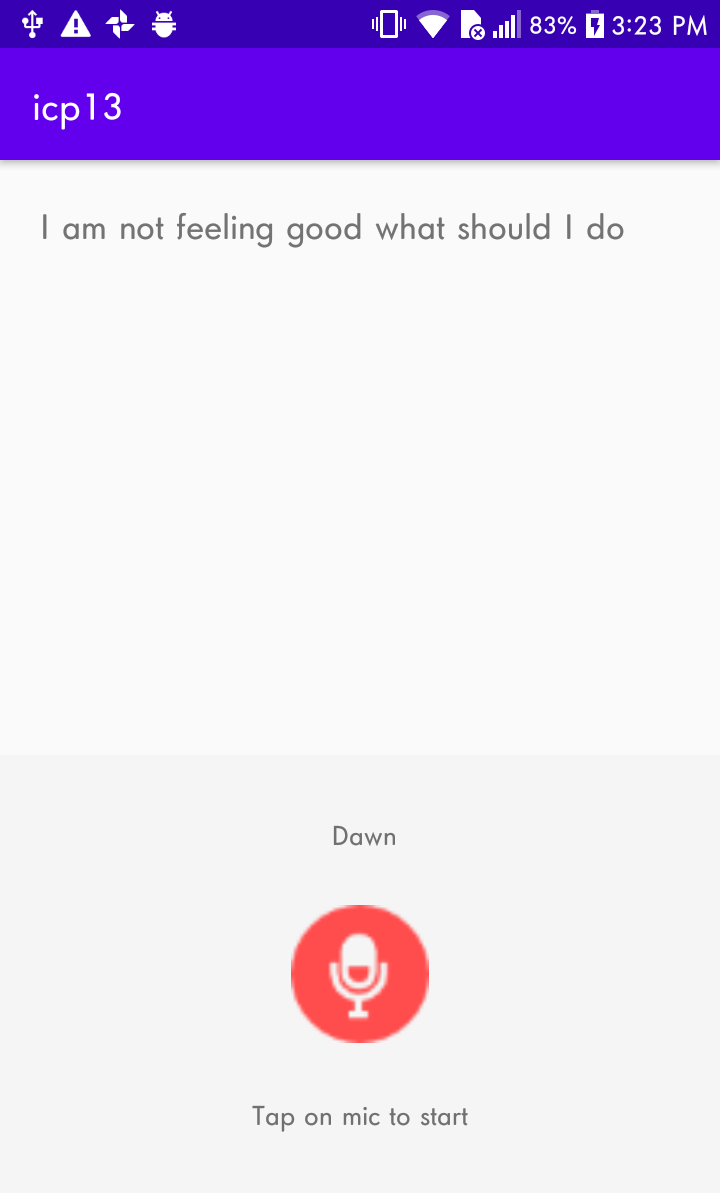 83% 3:23 PM
icp13
I am not feeling good what should I do
Dawn
Tap on mic to start